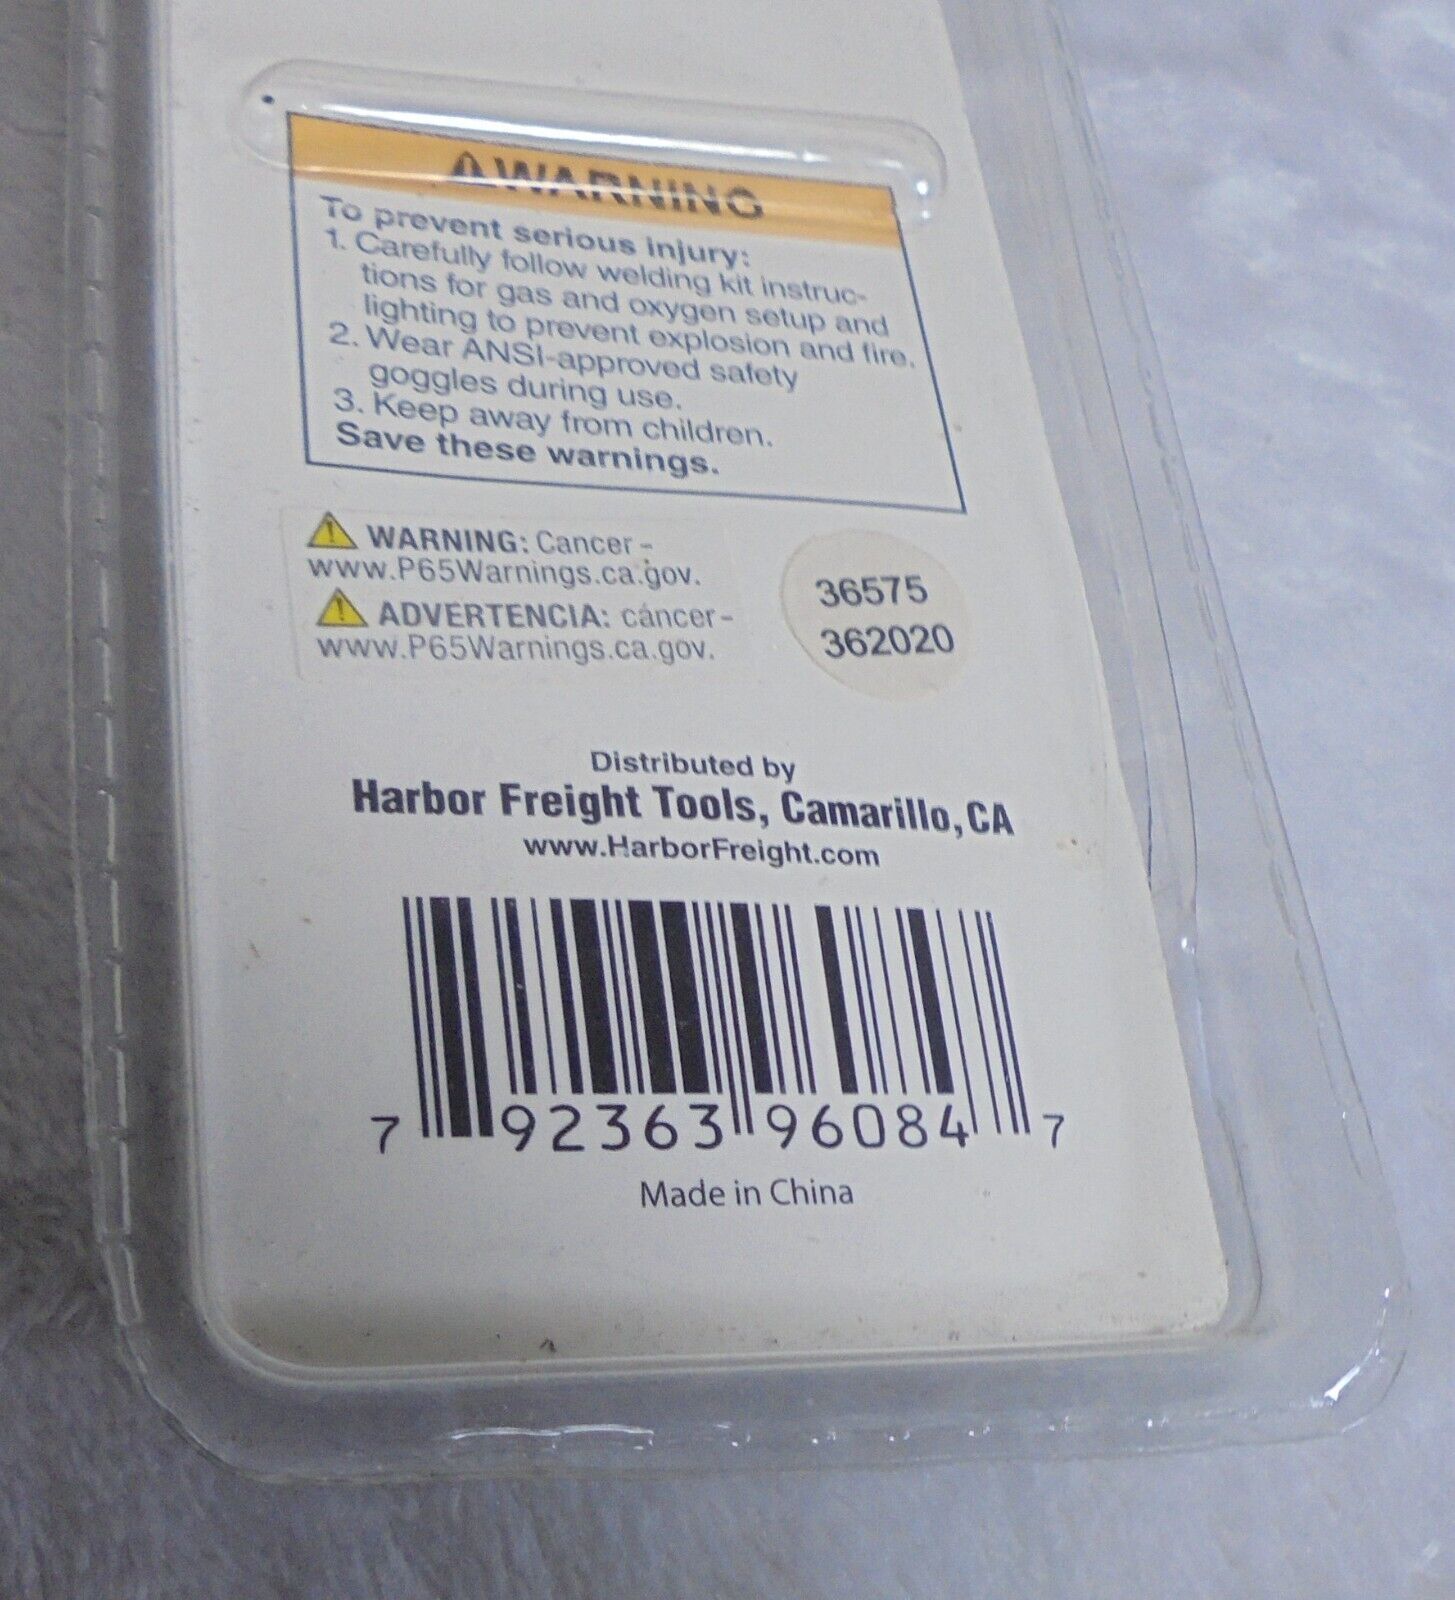 ⚠WARNING
To prevent serious injury:
1. Carefully follow welding kit instruc-
tions for gas and oxygen setup and
lighting to prevent explosion and fire.
2. Wear ANSI-approved safety
goggles during use.
3. Keep away from children.
Save these warnings.
⚠ WARNING: Cancer -
www.P65Warnings.ca.gov.
⚠ ADVERTENCIA: cáncer-
www.P65Warnings.ca.gov.
36575
362020
Distributed by
Harbor Freight Tools, Camarillo, CA
www.HarborFreight.com
7 92363 96084 7
Made in China